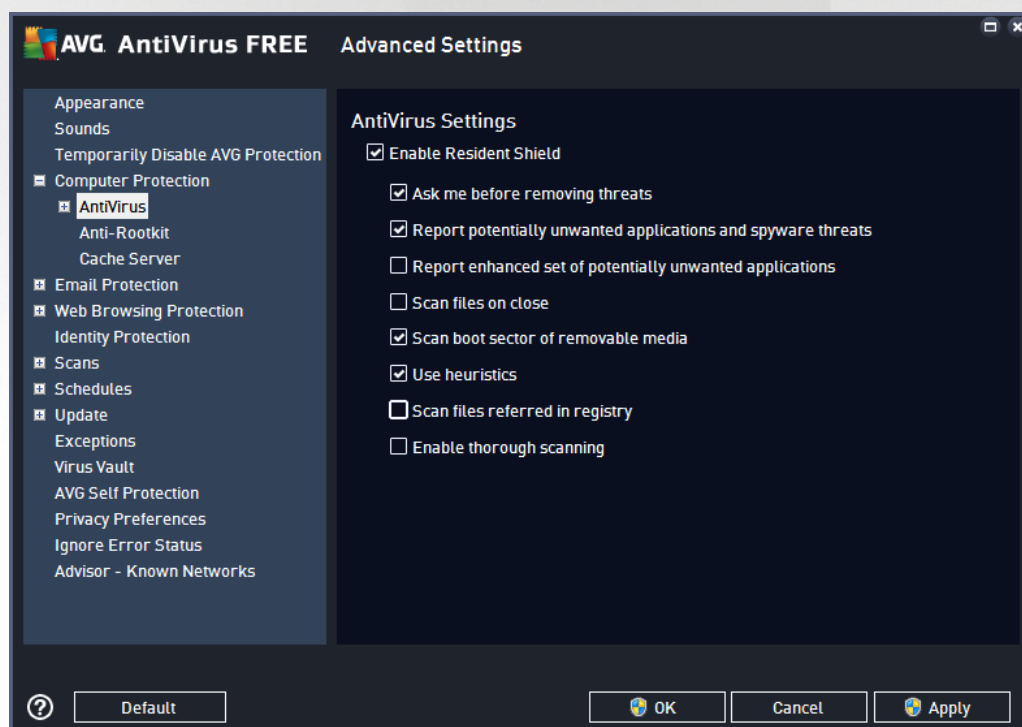 AVG. AntiVirus FREE Advanced Settings
Appearance
Sounds
Temporarily Disable AVG Protection
Computer Protection
AntiVirus
Anti-Rootkit
Cache Server
Email Protection
Web Browsing Protection
Identity Protection
Scans
Schedules
Update
Exceptions
Virus Vault
AVG Self Protection
Privacy Preferences
Ignore Error Status
Advisor - Known Networks
AntiVirus Settings
Enable Resident Shield
Ask me before removing threats
Report potentially unwanted applications and spyware threats
Report enhanced set of potentially unwanted applications
Scan files on close
Scan boot sector of removable media
Use heuristics
Scan files referred in registry
Enable thorough scanning
? Default OK Cancel Apply